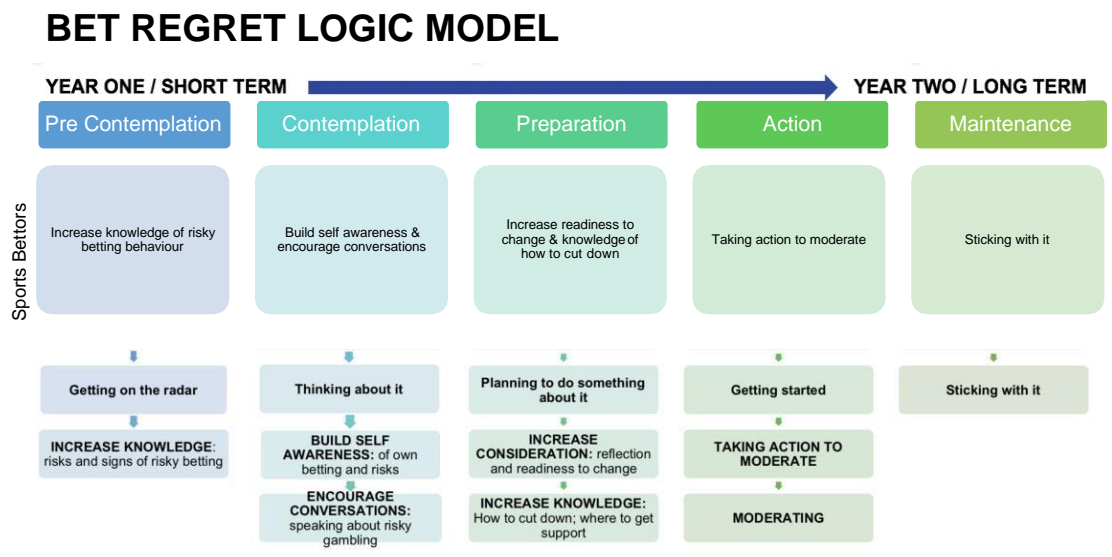 BET REGRET LOGIC MODEL
YEAR ONE / SHORT TERM
YEAR TWO / LONG TERM
Pre Contemplation
Contemplation
Preparation
Action
Maintenance
Sports Bettors
Increase knowledge of risky
betting behaviour
Build self awareness &
encourage conversations
Increase readiness to
change & knowledge of
how to cut down
Taking action to moderate
Sticking with it
Getting on the radar
Thinking about it
Planning to do something
about it
Getting started
Sticking with it
INCREASE KNOWLEDGE:
risks and signs of risky betting
BUILD SELF
AWARENESS: of own
betting and risks
INCREASE
CONSIDERATION: reflection
and readiness to change
TAKING ACTION TO
MODERATE
ENCOURAGE
CONVERSATIONS:
speaking about risky
gambling
INCREASE KNOWLEDGE:
How to cut down; where to get
support
MODERATING